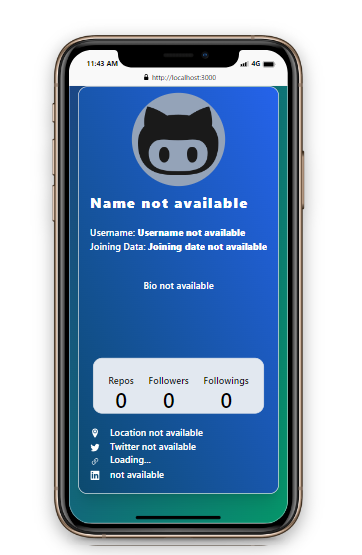 11:43 AM 4G
http://localhost:3000
Name not available
Username: Username not available
Joining Data: Joining date not available
Bio not available
Repos Followers Followings
0 0 0
Location not available
Twitter not available
Loading...
not available